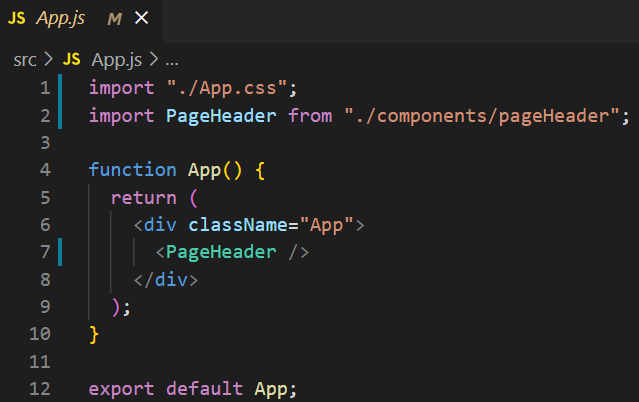 JS App.js M ×
src > JS App.js > ...
1 import "./App.css";
2 import PageHeader from "./components/pageHeader";
3
4 function App() {
5   return (
6     <div className="App">
7       <PageHeader />
8     </div>
9   );
10 }
11
12 export default App;